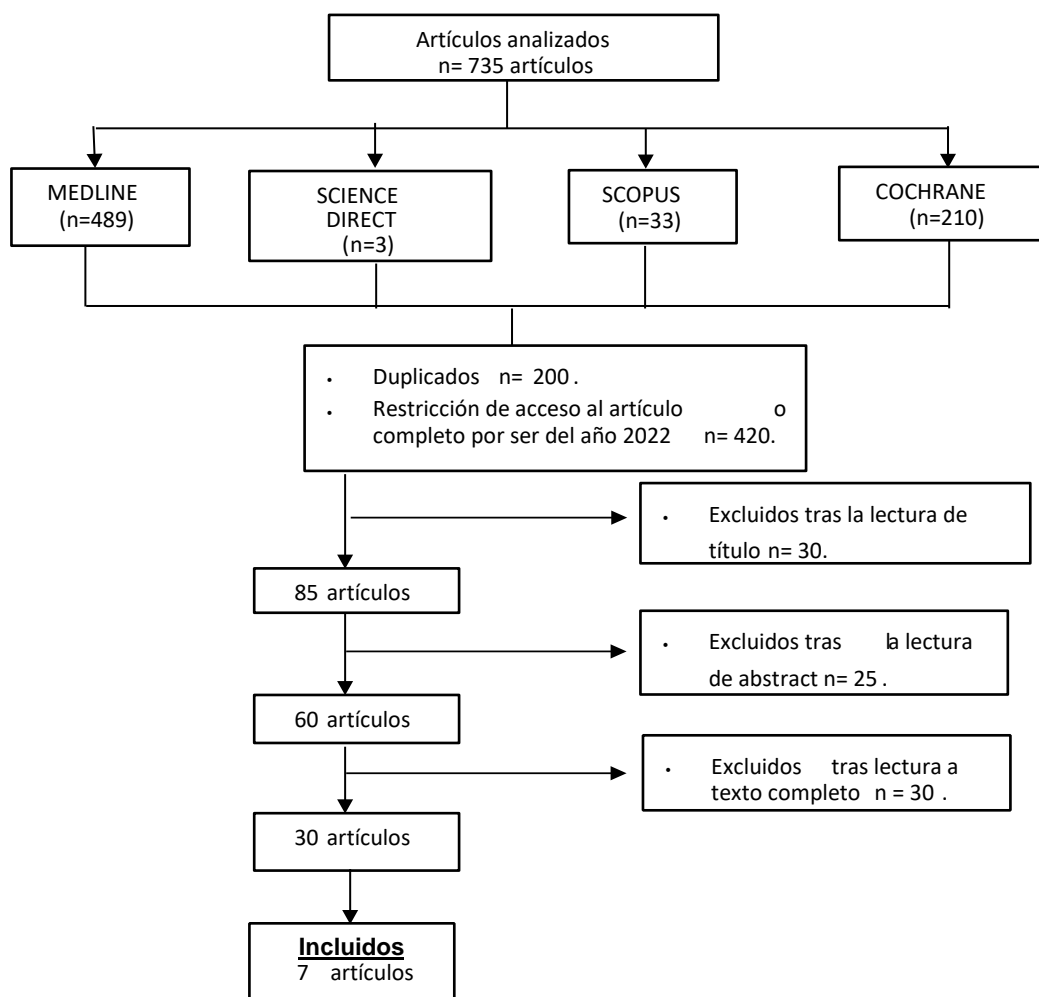 Artículos analizados
n= 735 artículos
MEDLINE
(n=489)
SCIENCE
DIRECT
(n=3)
SCOPUS
(n=33)
COCHRANE
(n=210)
• Duplicados n= 200 .
• Restricción de acceso al artículo o
completo por ser del año 2022 n= 420.
• Excluidos tras la lectura de
título n= 30.
85 artículos
• Excluidos tras la lectura
de abstract n= 25 .
60 artículos
• Excluidos tras lectura a
texto completo n = 30 .
30 artículos
Incluidos
7 artículos